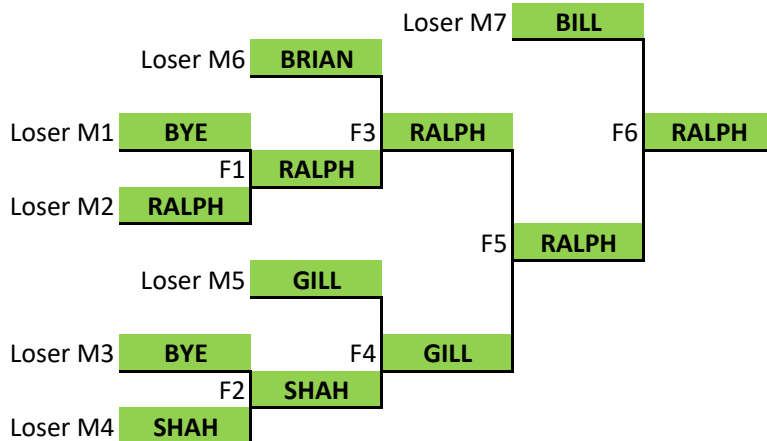 Loser M7 BILL
Loser M6 BRIAN
Loser M1 BYE F3 RALPH F6 RALPH
F1 RALPH
Loser M2 RALPH
F5 RALPH
Loser M5 GILL
Loser M3 BYE F4 GILL
F2 SHAH
Loser M4 SHAH